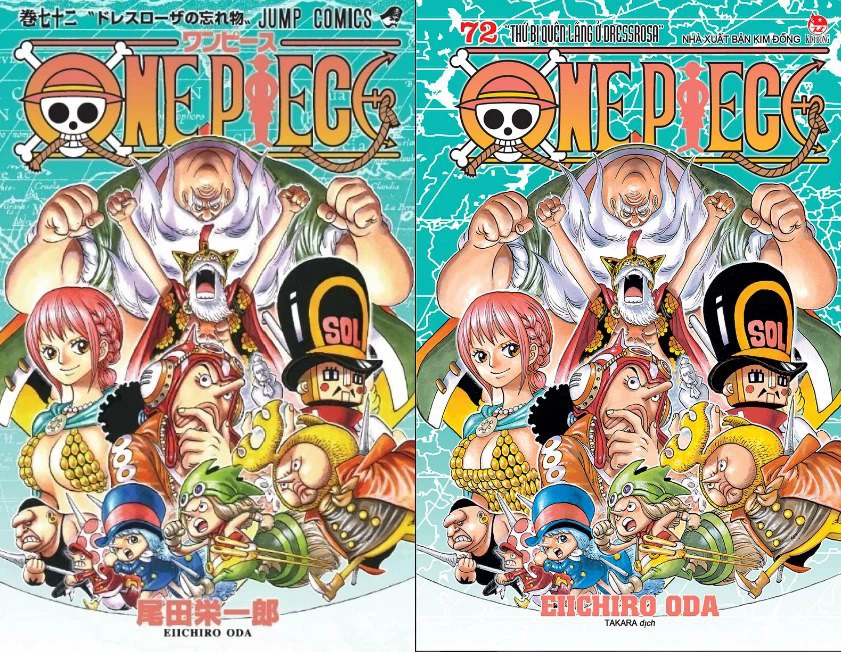 巻七十二 "ドレスローザの忘れ物" JUMP COMICS
ワンピース
ONE PIECE
SOL
尾田栄一郎
EIICHIRO ODA
72 "THỨ BỊ QUÊN LÃNG Ở DRESSROSA"
NHÀ XUẤT BẢN KIM ĐỒNG
ONE PIECE
SOL
EIICHIRO ODA
TAKARA dịch